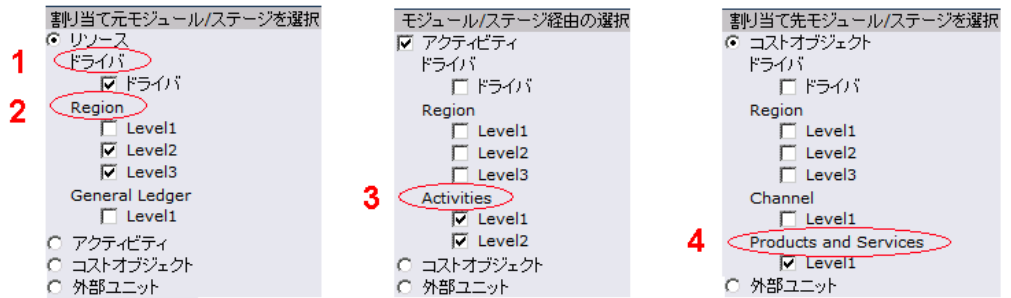 割り当て元モジュール/ステージを選択
リソース
1
ドライバ
ドライバ
2
Region
Level1
Level2
Level3
General Ledger
Level1
アクティビティ
コストオブジェクト
外部ユニット
モジュール/ステージ経由の選択
アクティビティ
ドライバ
ドライバ
Region
Level1
Level2
Level3
3
Activities
Level1
Level2
コストオブジェクト
外部ユニット
割り当て先モジュール/ステージを選択
コストオブジェクト
ドライバ
ドライバ
Region
Level1
Level2
Level3
Channel
Level1
4
Products and Services
Level1
外部ユニット